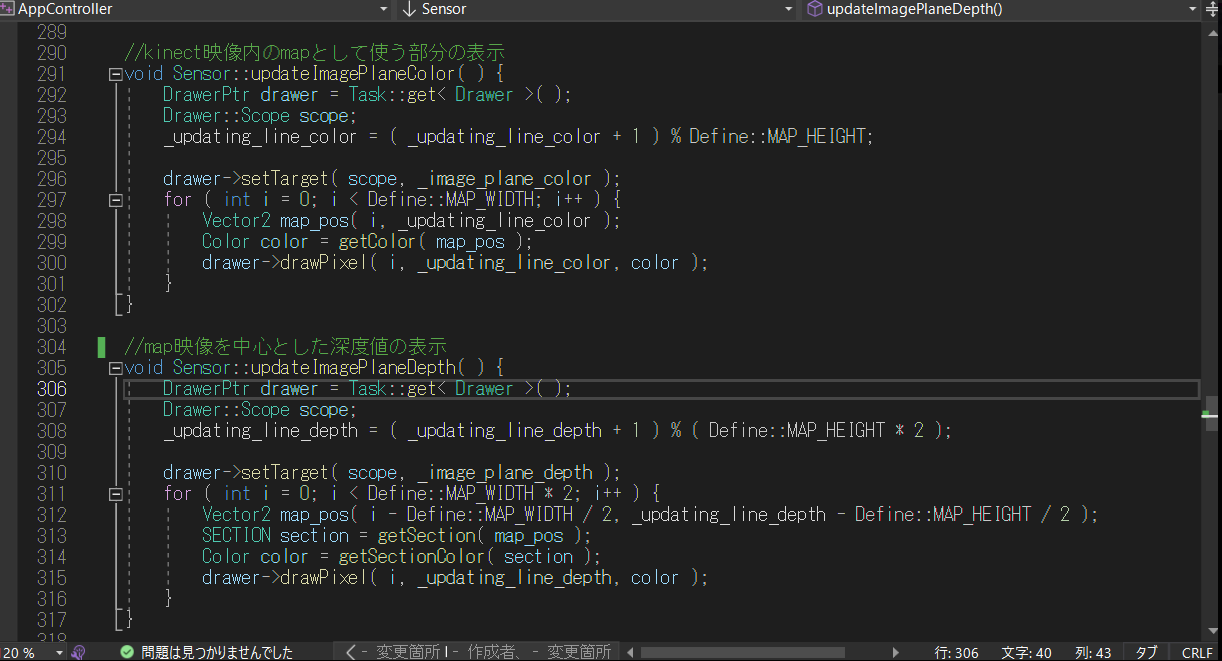 AppController
Sensor
updateImagePlaneDepth()
289
290 //kinect映像内のmapとして使う部分の表示
291 void Sensor::updateImagePlaneColor( ) {
292 DrawerPtr drawer = Task::get< Drawer >( );
293 Drawer::Scope scope;
294 _updating_line_color = ( _updating_line_color + 1 ) % Define::MAP_HEIGHT;
295
296 drawer->setTarget( scope, _image_plane_color );
297 for ( int i = 0; i < Define::MAP_WIDTH; i++ ) {
298 Vector2 map_pos( i, _updating_line_color );
299 Color color = getColor( map_pos );
300 drawer->drawPixel( i, _updating_line_color, color );
301 }
302 }
303
304 //map映像を中心とした深度値の表示
305 void Sensor::updateImagePlaneDepth( ) {
306 DrawerPtr drawer = Task::get< Drawer >( );
307 Drawer::Scope scope;
308 _updating_line_depth = ( _updating_line_depth + 1 ) % ( Define::MAP_HEIGHT * 2 );
309
310 drawer->setTarget( scope, _image_plane_depth );
311 for ( int i = 0; i < Define::MAP_WIDTH * 2; i++ ) {
312 Vector2 map_pos( i - Define::MAP_WIDTH / 2, _updating_line_depth - Define::MAP_HEIGHT / 2 );
313 SECTION section = getSection( map_pos );
314 Color color = getSectionColor( section );
315 drawer->drawPixel( i, _updating_line_depth, color );
316 }
317 }
318
20 % 問題は見つかりませんでした - 変更箇所 | - 作成者、 - 変更箇所 行: 306 文字: 40 列: 43 タブ CRLF